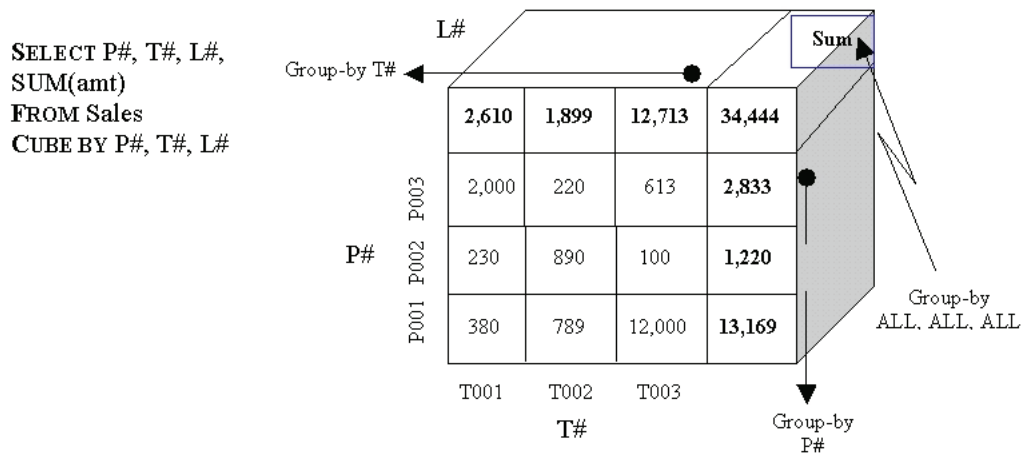 SELECT P#, T#, L#,
SUM(amt)
FROM Sales
CUBE BY P#, T#, L#
L#
Sum
Group-by T#
2,610 1,899 12,713 34,444
P003 2,000 220 613 2,833
P# P002 230 890 100 1,220
P001 380 789 12,000 13,169
T001 T002 T003
T#
Group-by
ALL, ALL, ALL
Group-by
P#